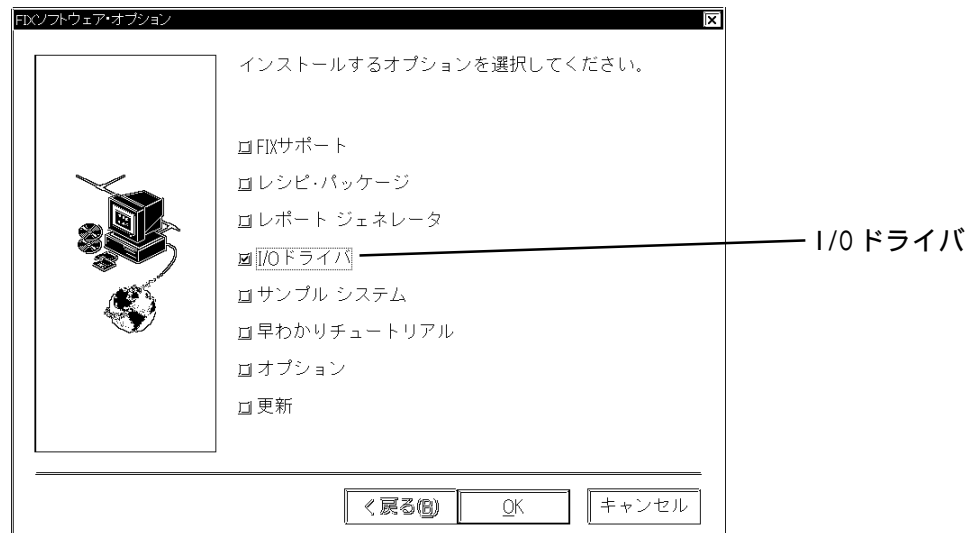 FIXソフトウェア・オプション
インストールするオプションを選択してください。
FIXサポート
レシピ・パッケージ
レポート ジェネレータ
I/Oドライバ
I/Oドライバ
サンプル システム
早わかりチュートリアル
オプション
更新
<戻る(B)
OK
キャンセル